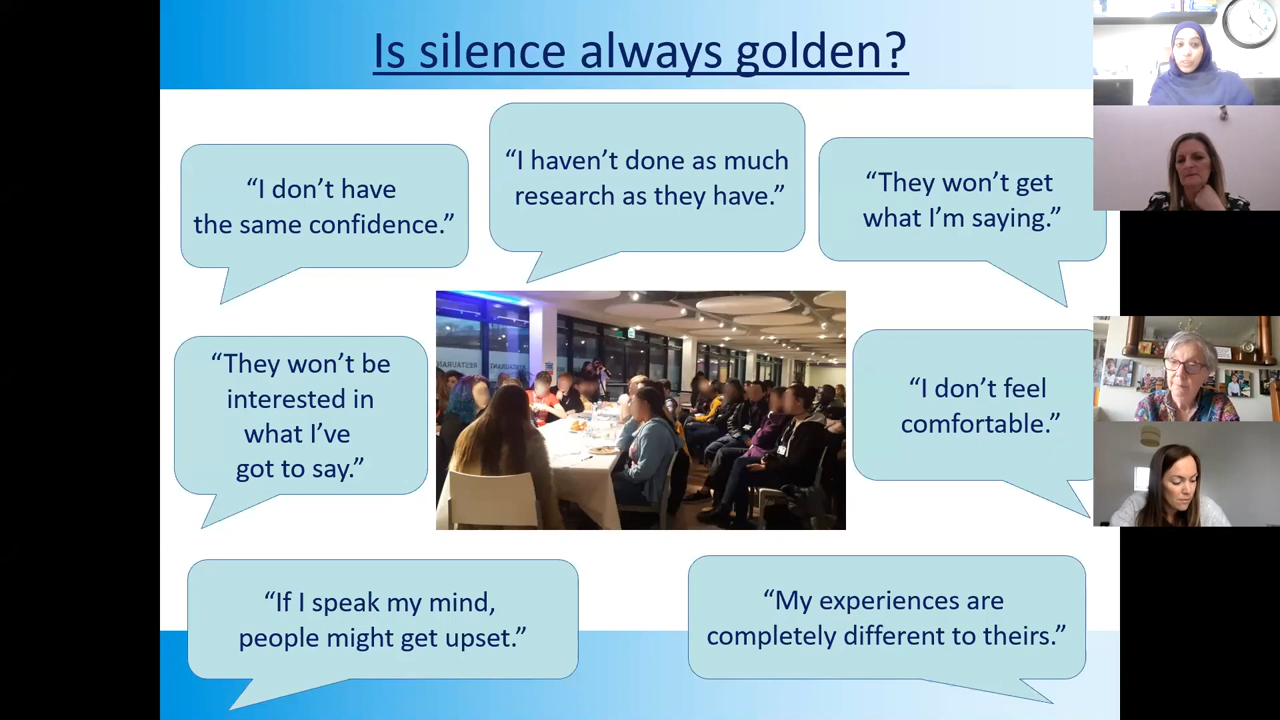 Is silence always golden?
“I don’t have
the same confidence.”
“I haven’t done as much
research as they have.”
“They won’t get
what I’m saying.”
“They won’t be
interested in
what I’ve
got to say.”
“I don’t feel
comfortable.”
“If I speak my mind,
people might get upset.”
“My experiences are
completely different to theirs.”